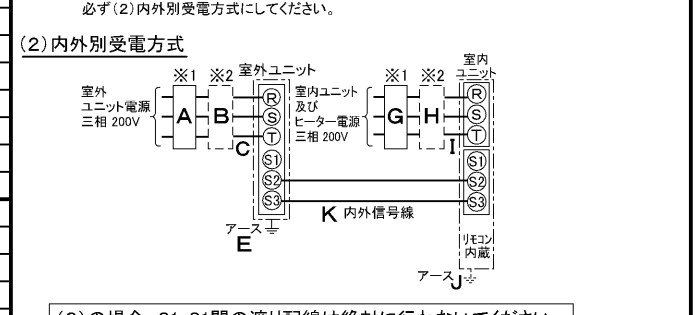 必ず(2)内外別受電方式にしてください。
(2)内外別受電方式
※1 ※2 室外ユニット
室外
ユニット電源
三相 200V
A B
R
S
T
C
S1
S2
S3
アース
E
※1 ※2
室内
ユニット
室内ユニット
及び
ヒーター電源
三相 200V
G H
R
S
T
I
S1
S2
S3
K 内外信号線
リモコン
内蔵
アース
J